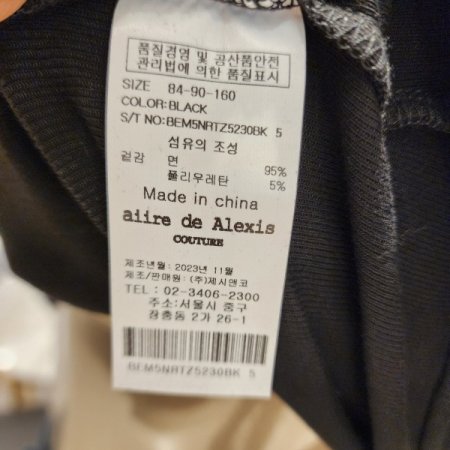 품질경영 및 공산품안전
관리법에 의한 품질표시
SIZE 84-90-160
COLOR:BLACK
S/T NO:BEM5NRTZ5230BK 5
섬유의 조성
겉감 면 95%
폴리우레탄 5%
Made in china
aiire de Alexis
COUTURE
제조년월 : 2023년 11월
제조/판매원 : (주)제시앤코
TEL : 02-3406-2300
주소:서울시 중구
장충동 2가 26-1
BEM5NRTZ5230BK 5